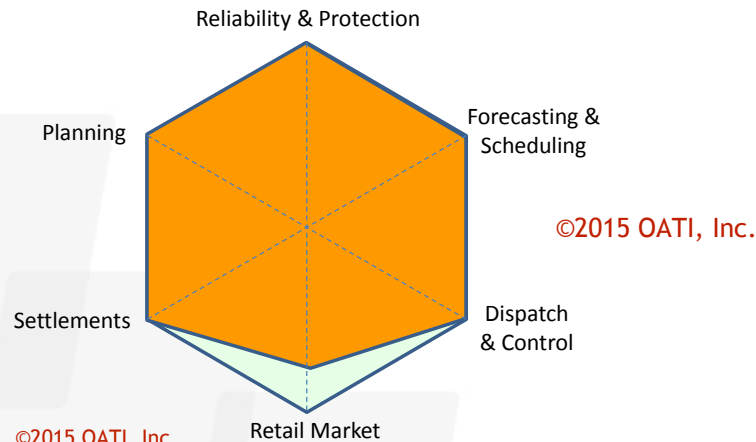 Reliability & Protection
Planning
Forecasting &
Scheduling
©2015 OATI, Inc.
Settlements
Dispatch
& Control
Retail Market
©2015 OATI, Inc